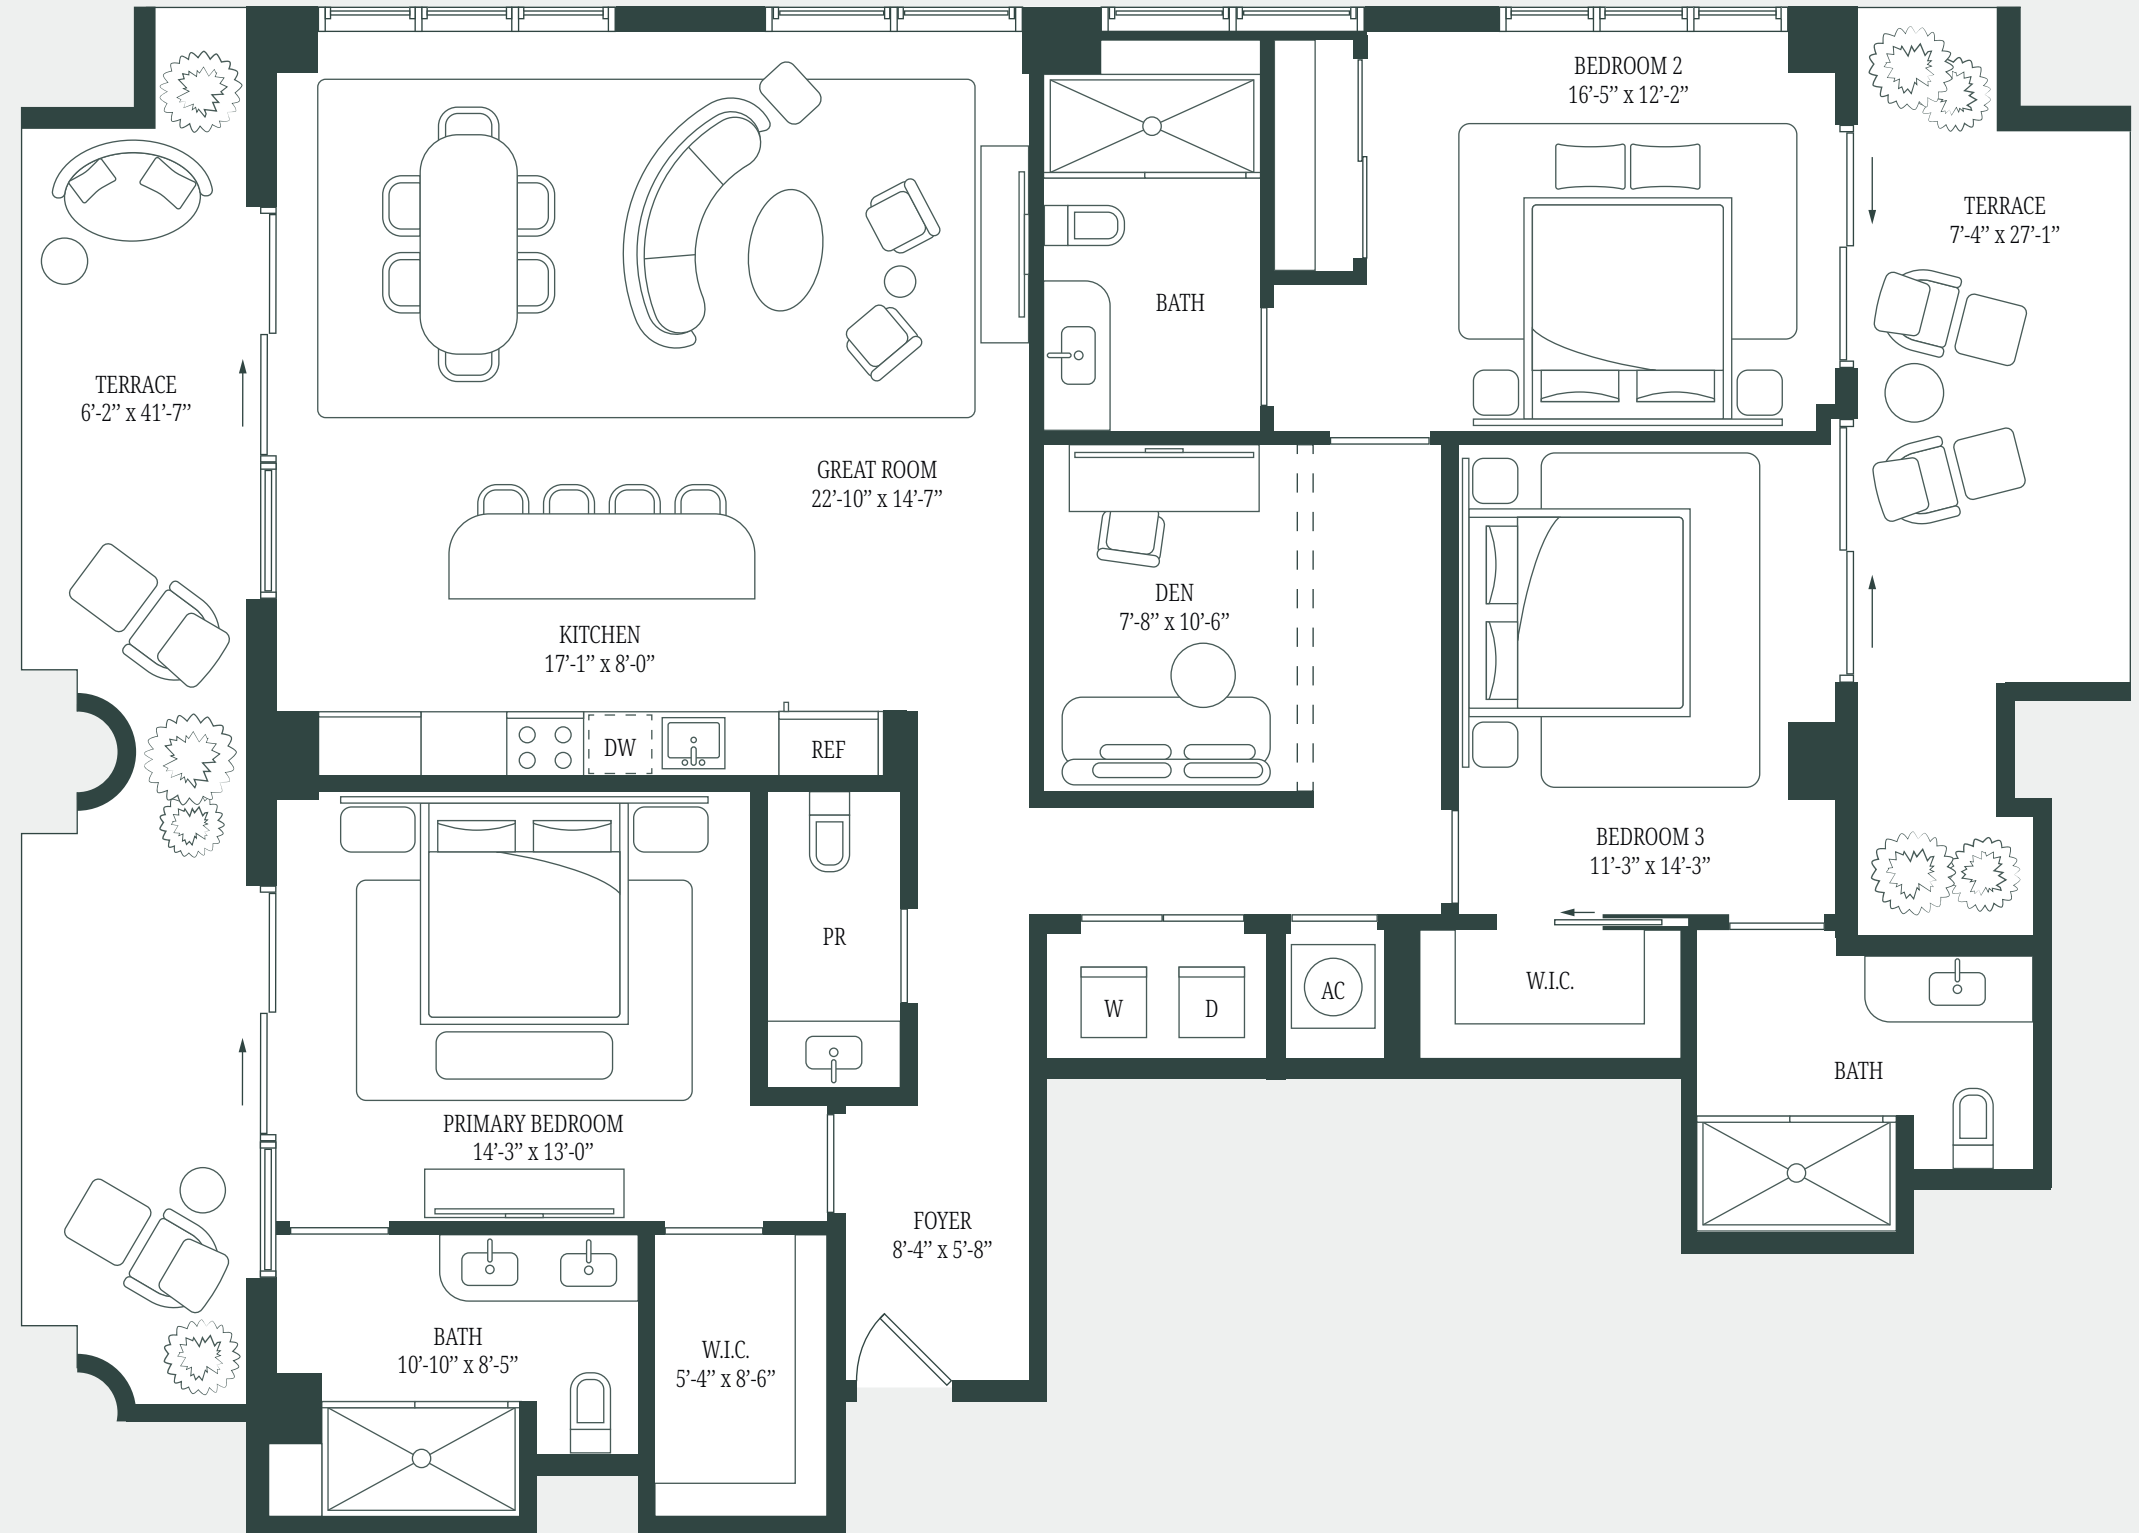 BEDROOM 2
16’-5” x 12’-2”
TERRACE
7’-4” x 27’-1”
BATH
TERRACE
6’-2” x 41’-7”
GREAT ROOM
22’-10” x 14’-7”
DEN
7’-8” x 10’-6”
KITCHEN
17’-1” x 8’-0”
DW
REF
BEDROOM 3
11’-3” x 14’-3”
PR
W
D
AC
W.I.C.
BATH
PRIMARY BEDROOM
14’-3” x 13’-0”
FOYER
8’-4” x 5’-8”
BATH
10’-10” x 8’-5”
W.I.C.
5’-4” x 8’-6”